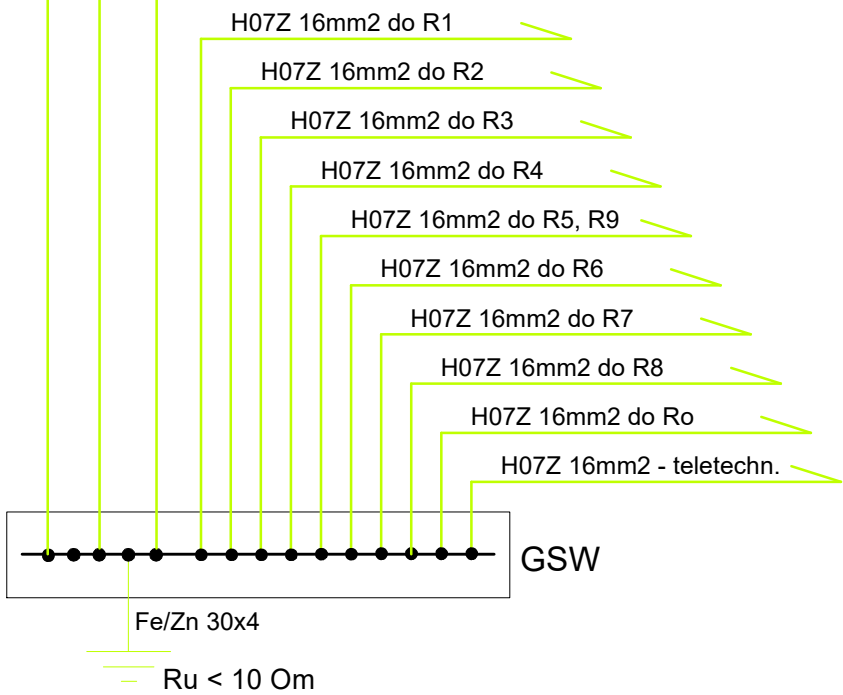 H07Z 16mm2 do R1
H07Z 16mm2 do R2
H07Z 16mm2 do R3
H07Z 16mm2 do R4
H07Z 16mm2 do R5, R9
H07Z 16mm2 do R6
H07Z 16mm2 do R7
H07Z 16mm2 do R8
H07Z 16mm2 do Ro
H07Z 16mm2 - teletechn.
GSW
Fe/Zn 30x4
Ru < 10 Om